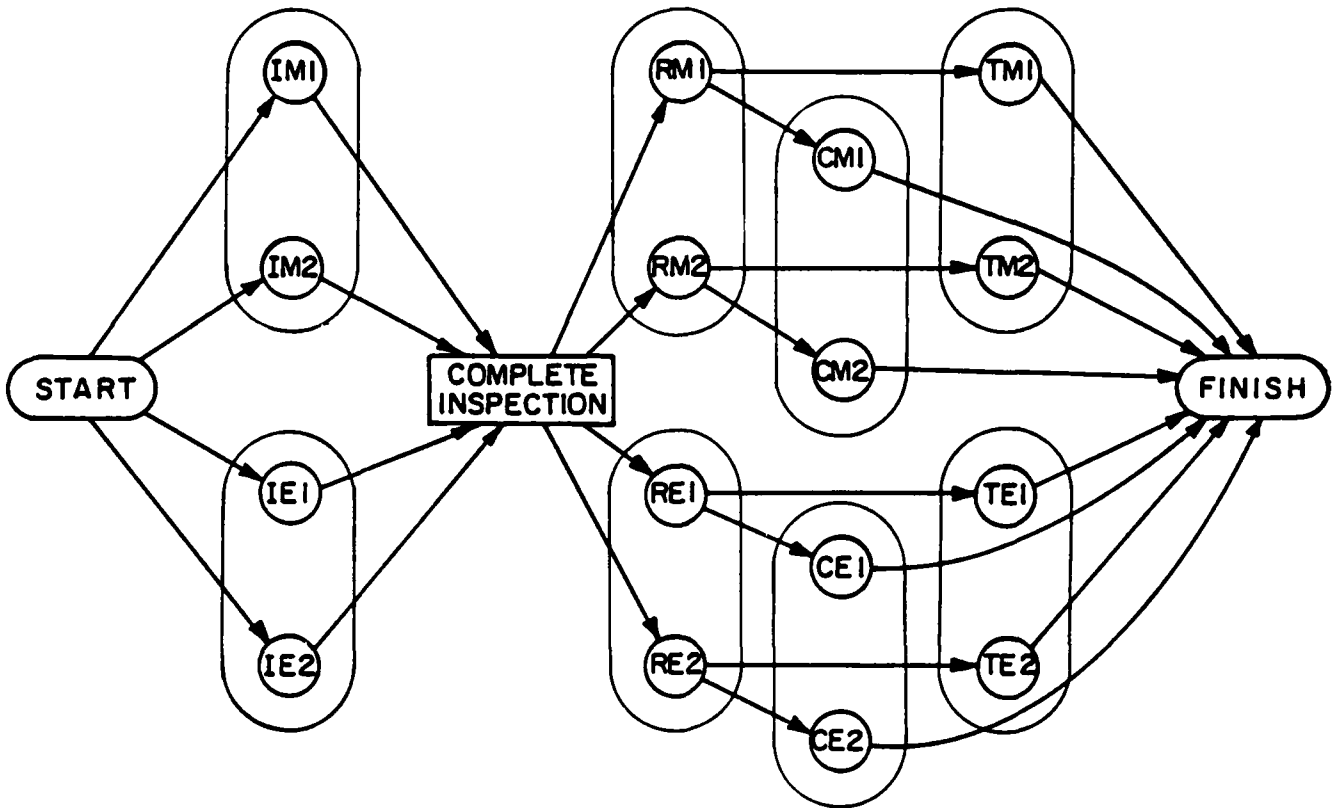 IM1
RM1
TM1
CM1
IM2
RM2
TM2
CM2
START
COMPLETE
INSPECTION
FINISH
IE1
RE1
TE1
CE1
IE2
RE2
TE2
CE2